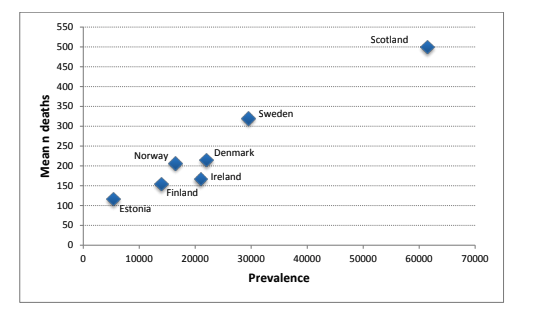 550
500
450
400
350
300
250
200
150
100
50
0
Mean n deaths
Scotland
Sweden
Norway
Denmark
Ireland
Finland
Estonia
0 10000 20000 30000 40000 50000 60000 70000
Prevalence